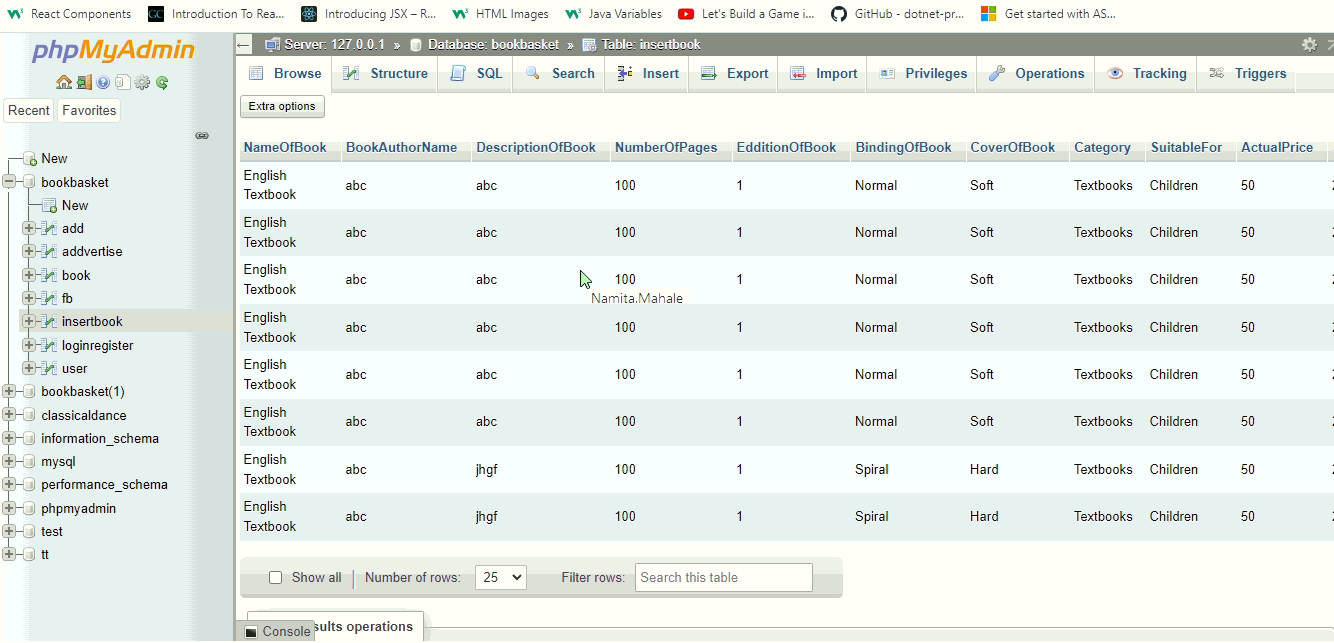 React Components Introduction To Rea... Introducing JSX – R... HTML Images Java Variables Let's Build a Game i... GitHub - dotnet-pr... Get started with AS...
phpMyAdmin
Server: 127.0.0.1 » Database: bookbasket » Table: insertbook
Browse Structure SQL Search Insert Export Import Privileges Operations Tracking Triggers
Recent Favorites
Extra options
New
bookbasket
New
add
addvertise
book
fb
insertbook
loginregister
user
bookbasket(1)
classicaldance
information_schema
mysql
performance_schema
phpmyadmin
test
tt
NameOfBook BookAuthorName DescriptionOfBook NumberOfPages EdditionOfBook BindingOfBook CoverOfBook Category SuitableFor ActualPrice
English Textbook abc abc 100 1 Normal Soft Textbooks Children 50
English Textbook abc abc 100 1 Normal Soft Textbooks Children 50
English Textbook abc abc 100 1 Normal Soft Textbooks Children 50
Namita.Mahale
English Textbook abc abc 100 1 Normal Soft Textbooks Children 50
English Textbook abc abc 100 1 Normal Soft Textbooks Children 50
English Textbook abc abc 100 1 Normal Soft Textbooks Children 50
English Textbook abc jhgf 100 1 Spiral Hard Textbooks Children 50
English Textbook abc jhgf 100 1 Spiral Hard Textbooks Children 50
Show all Number of rows: 25 Filter rows: Search this table
Console sults operations